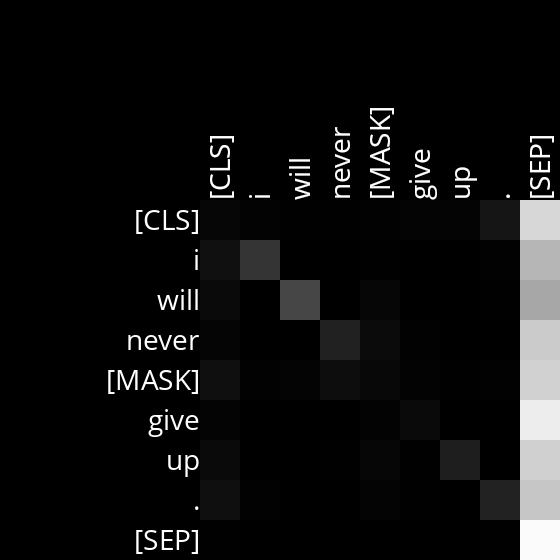 [CLS] i will never [MASK] give up . [SEP]
[CLS]
i
will
never
[MASK]
give
up
.
[SEP]